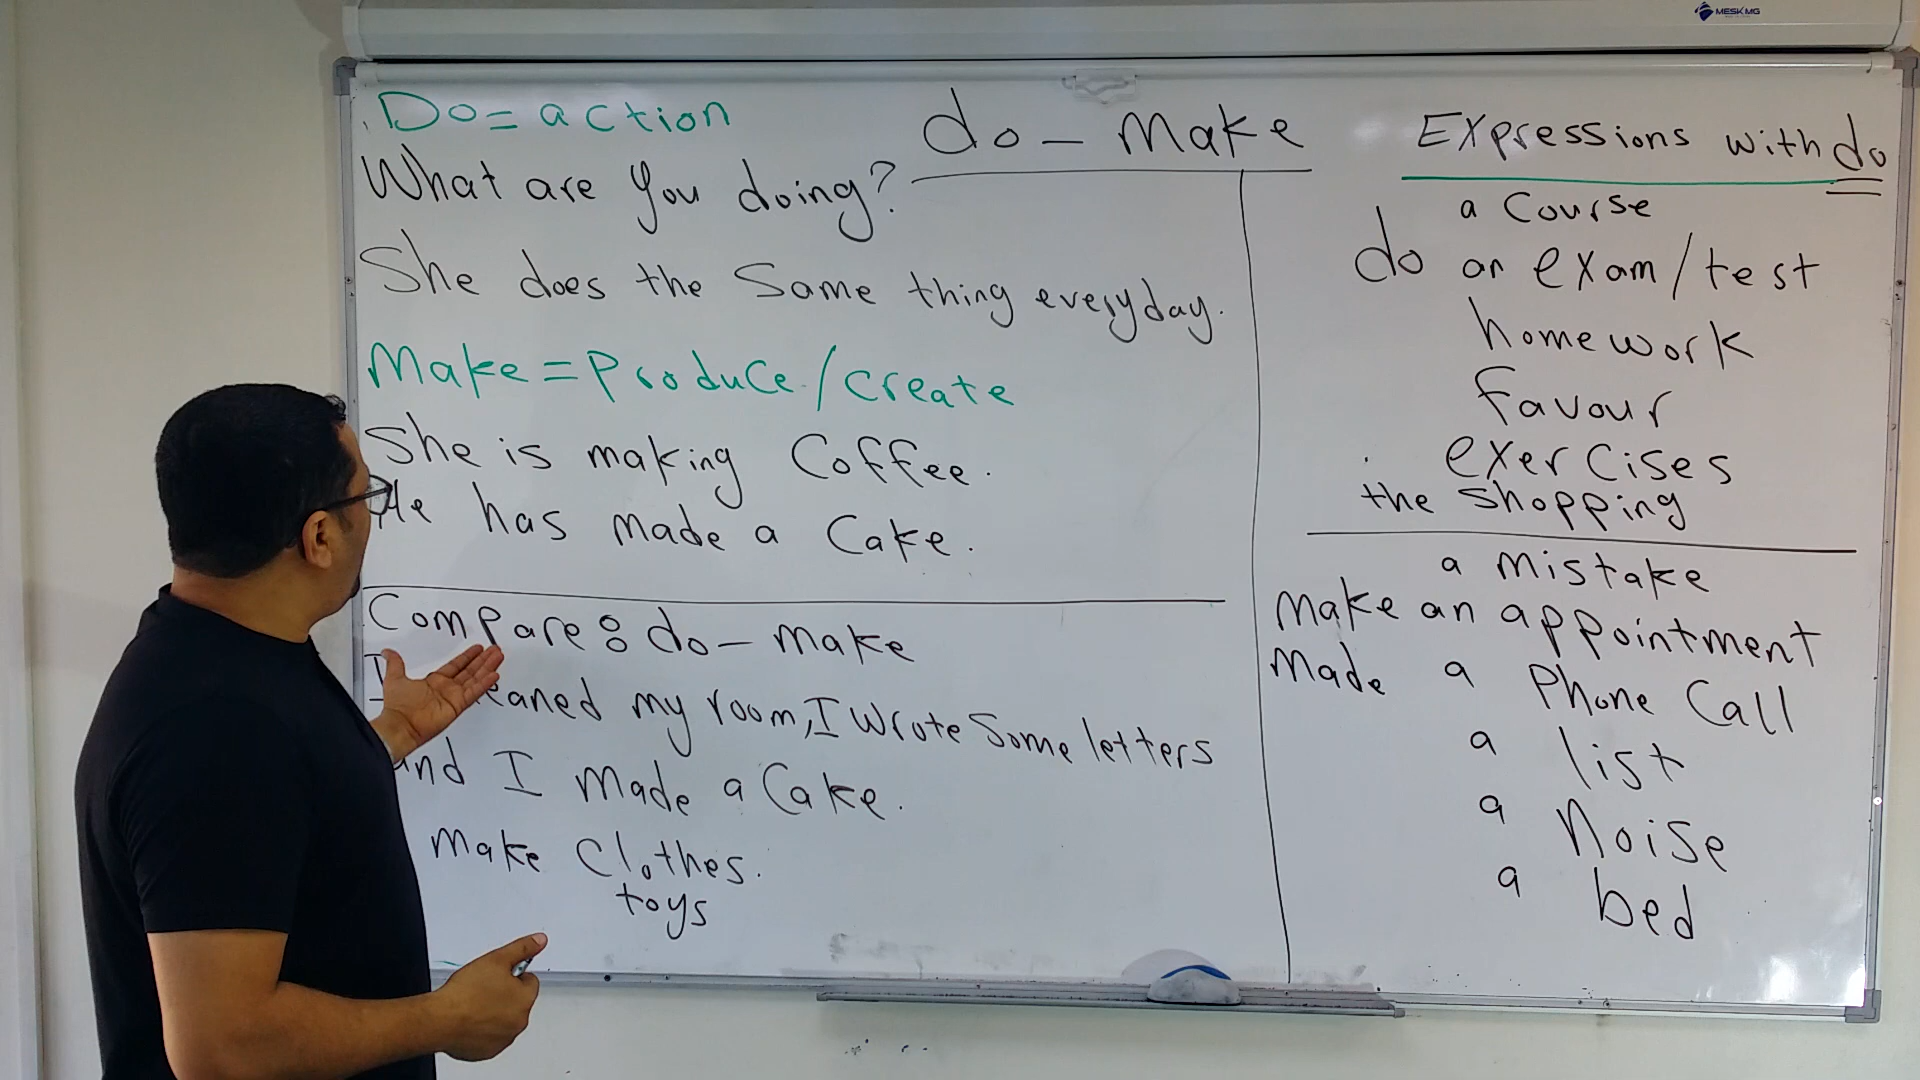 MESKMG
do - Make
Do = action
What are you doing?
She does the Same thing everyday.
Make = Produce / Create
She is making Coffee.
He has made a Cake.
Compare: do - make
I cleaned my room, I wrote Some letters
and I made a Cake.
Make Clothes.
toys
Expressions with do
a Course
do an exam/test
homework
favour
exercises
the shopping
a mistake
Make an appointment
Made a Phone Call
a list
a Noise
a bed